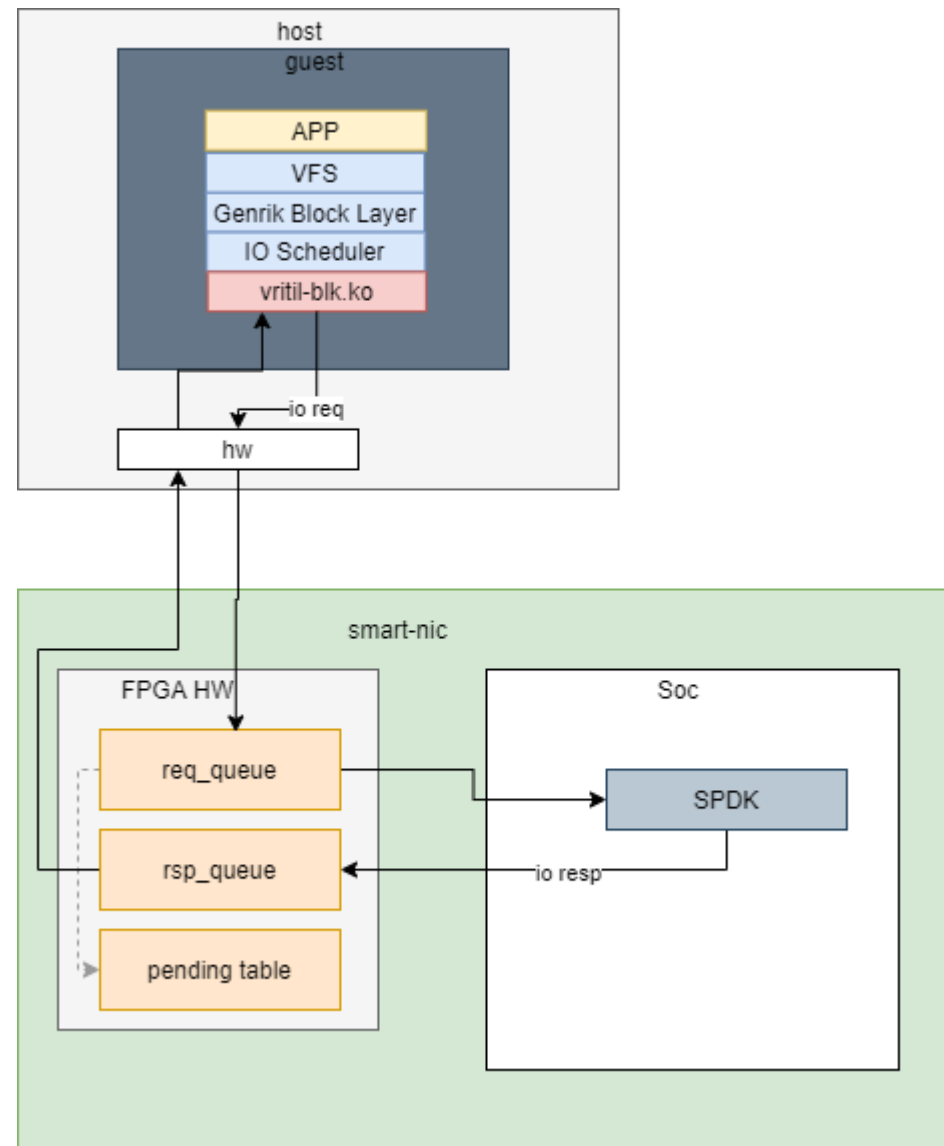 host
guest
APP
VFS
Genrik Block Layer
IO Scheduler
vritil-blk.ko
io req
hw
smart-nic
FPGA HW
Soc
req_queue
SPDK
rsp_queue
io resp
pending table